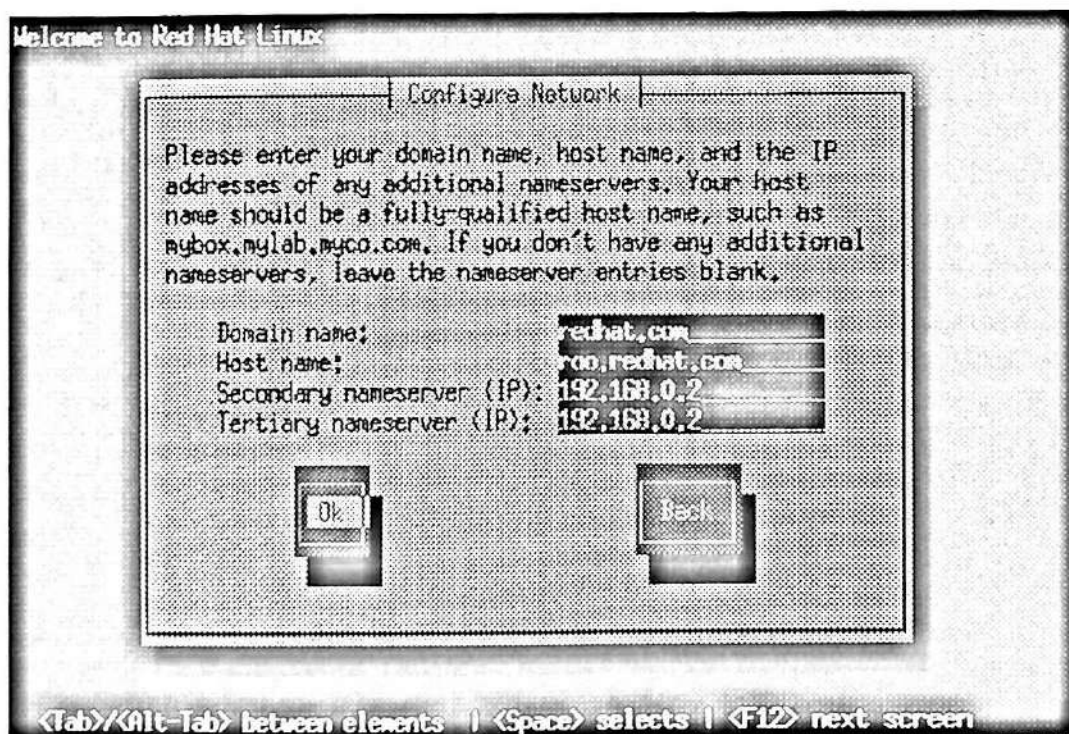 Welcome to Red Hat Linux
Configure Network
Please enter your domain name, host name, and the IP
addresses of any additional nameservers. Your host
name should be a fully-qualified host name, such as
mybox.mylab.myco.com. If you don't have any additional
nameservers, leave the nameserver entries blank.
Domain name: redhat.com
Host name: roo.redhat.com
Secondary nameserver (IP): 192.168.0.2
Tertiary nameserver (IP): 192.168.0.2
Ok Back
<Tab>/<Alt-Tab> between elements | <Space> selects | <F12> next screen